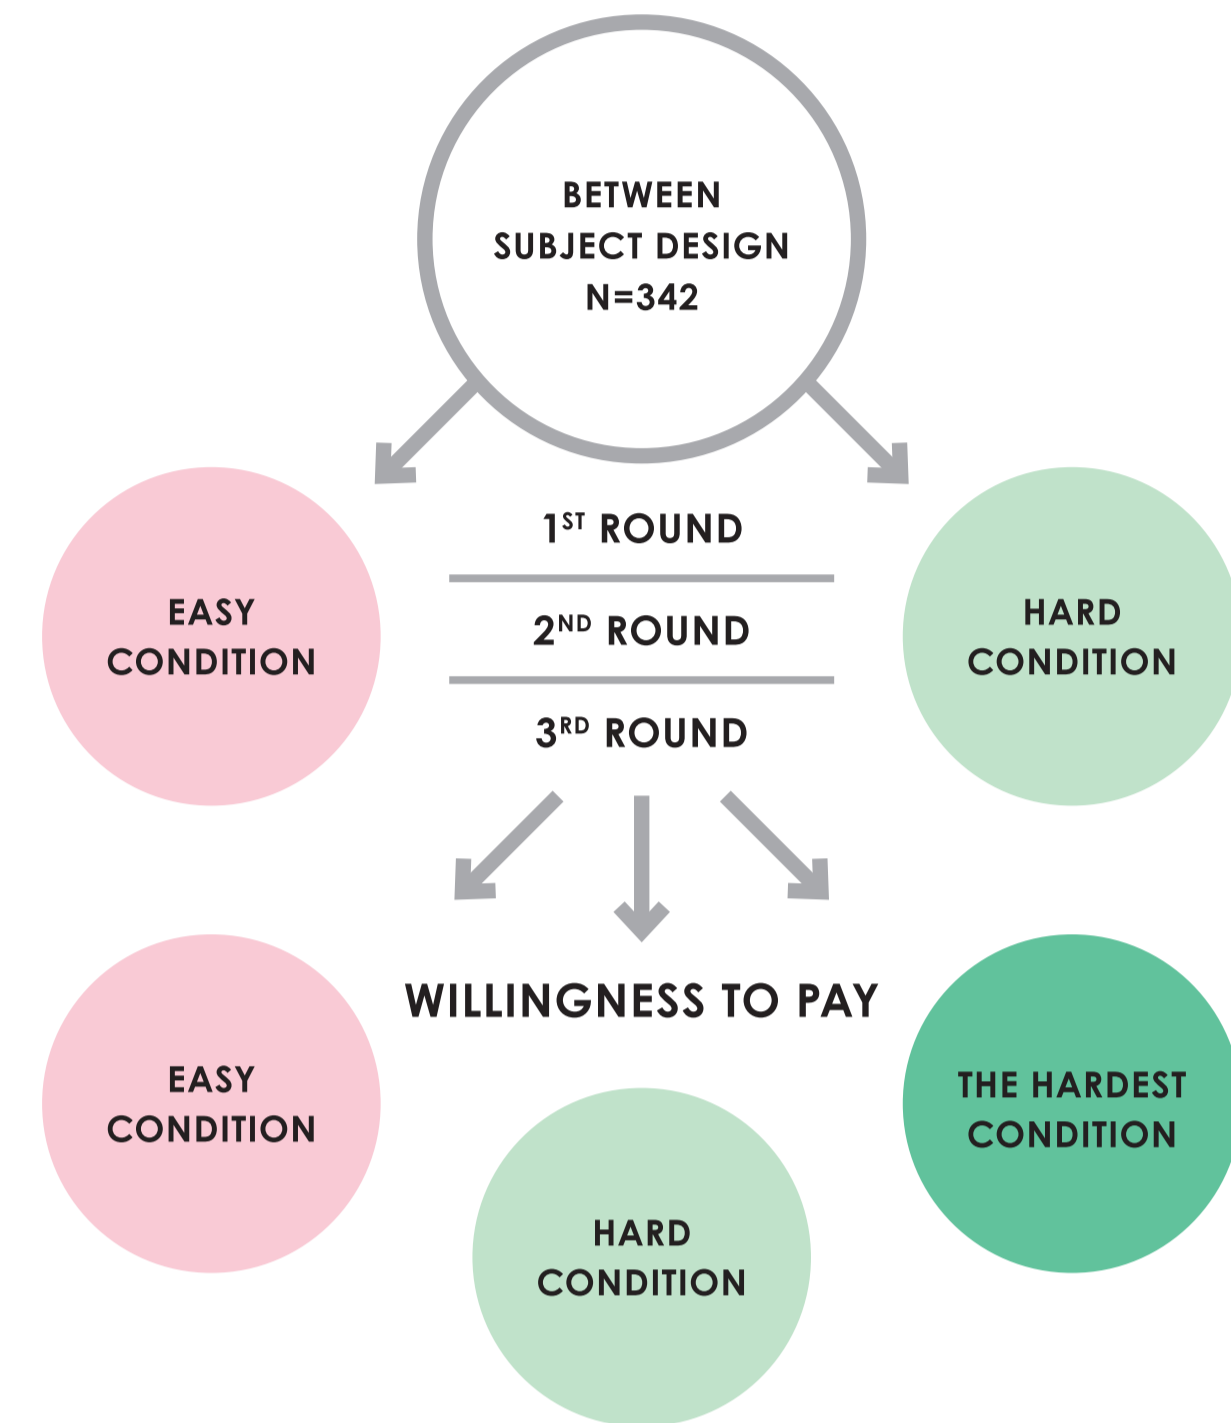 BETWEEN
SUBJECT DESIGN
N=342
1ST ROUND
EASY
CONDITION
2ND ROUND
HARD
CONDITION
3RD ROUND
WILLINGNESS TO PAY
EASY
CONDITION
THE HARDEST
CONDITION
HARD
CONDITION